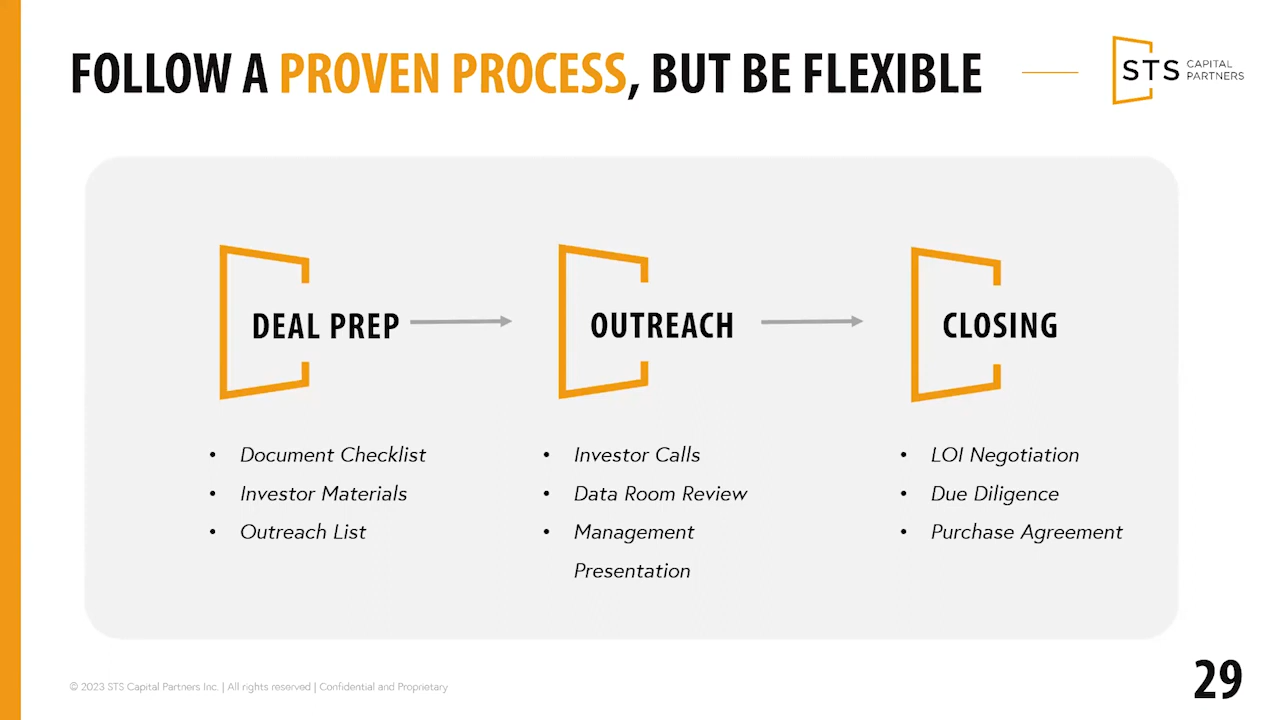 FOLLOW A PROVEN PROCESS, BUT BE FLEXIBLE
STS CAPITAL PARTNERS
DEAL PREP
• Document Checklist
• Investor Materials
• Outreach List
OUTREACH
• Investor Calls
• Data Room Review
• Management
Presentation
CLOSING
• LOI Negotiation
• Due Diligence
• Purchase Agreement
© 2023 STS Capital Partners Inc. | All rights reserved | Confidential and Proprietary
29